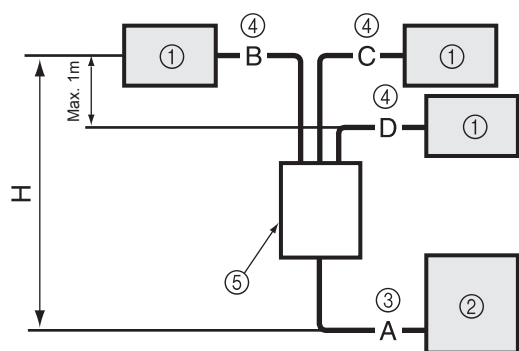 ④ ④
① B C ①
④
Max. 1m
D ①
H
⑤
③
A ②